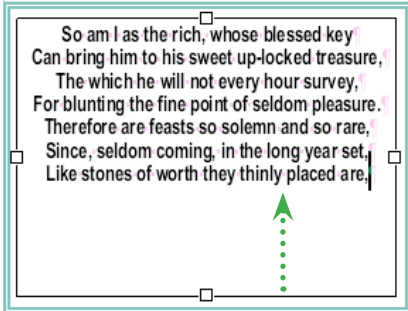 So am I as the rich, whose blessed key
Can bring him to his sweet up-locked treasure,
The which he will not every hour survey,
For blunting the fine point of seldom pleasure.
Therefore are feasts so solemn and so rare,
Since, seldom coming, in the long year set,
Like stones of worth they thinly placed are,